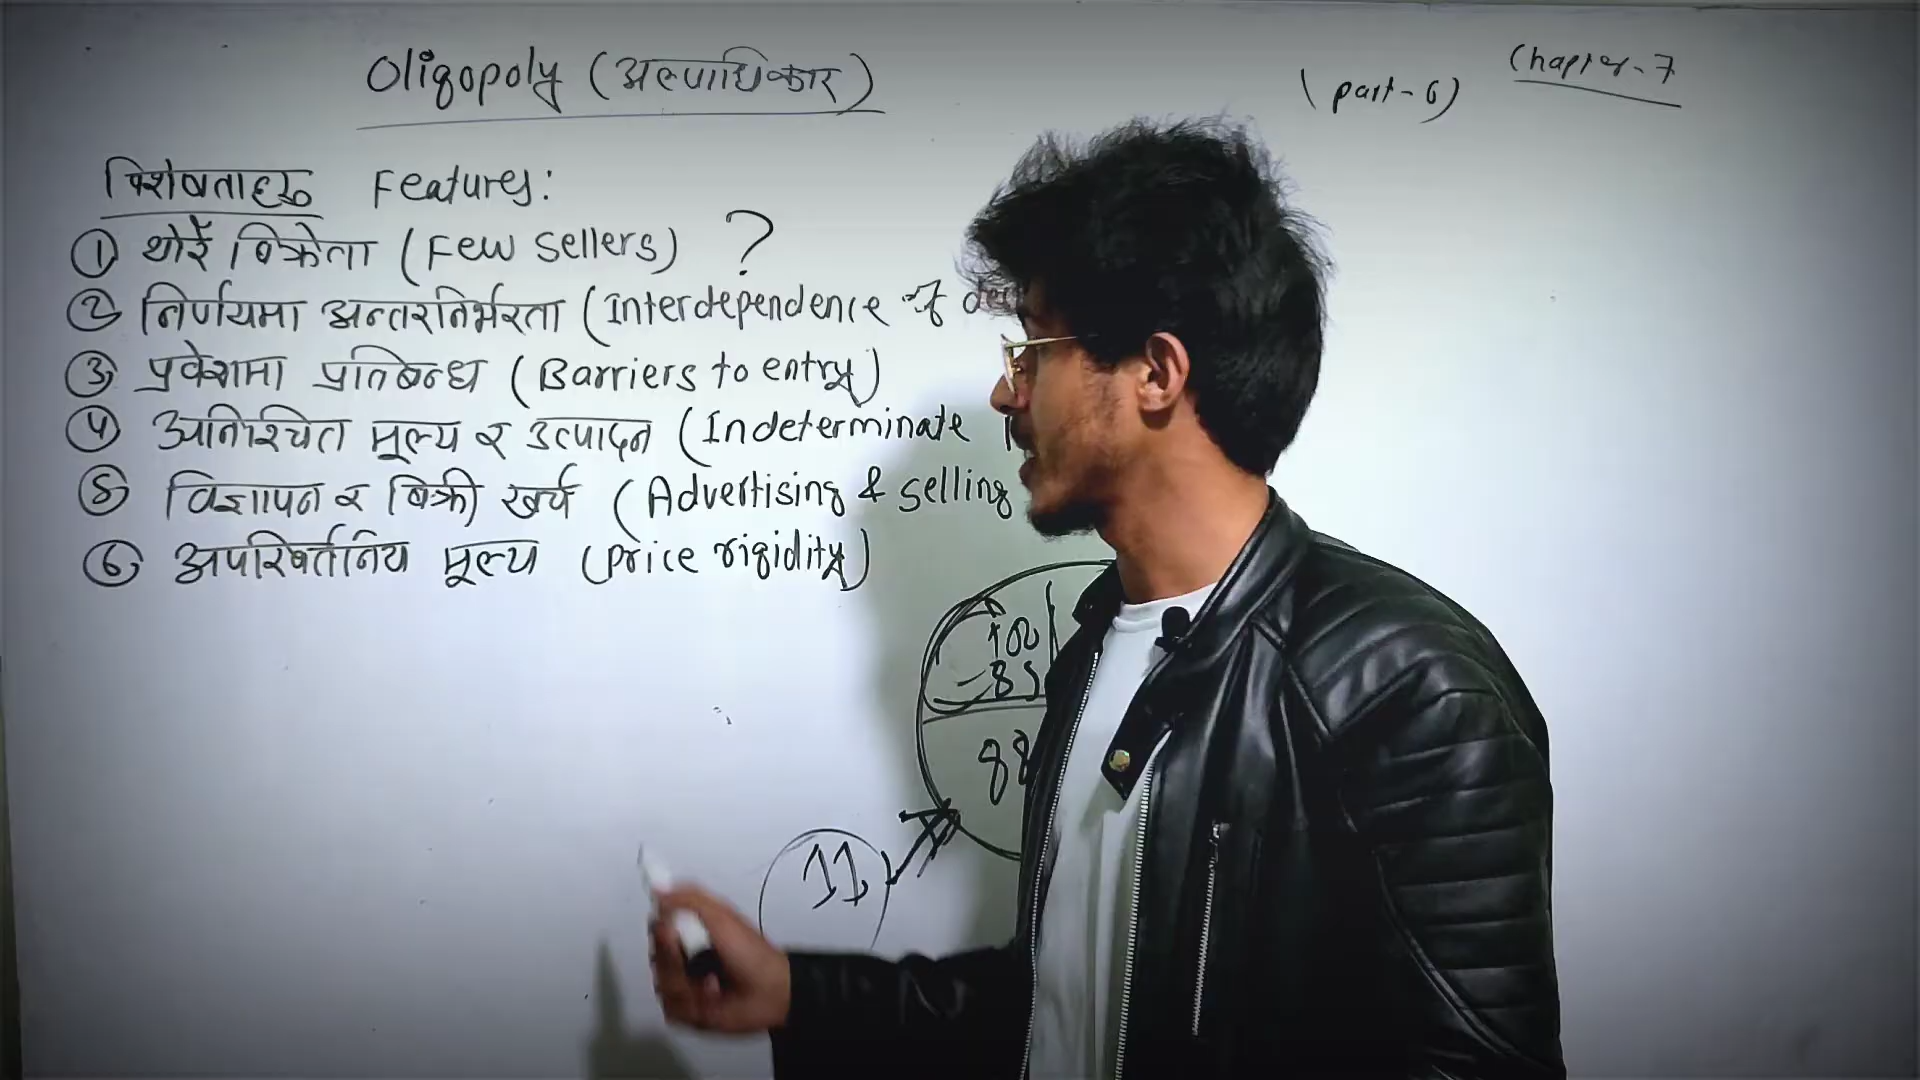 Oligopoly (अल्पाधिकार)
(part-6)
Chapter-7
विशेषताहरु Features:
① थोरै विक्रेता (Few sellers) ?
② निर्णयमा अन्तरनिर्भरता (Interdependence of
③ प्रवेशमा प्रतिबन्ध (Barriers to entry)
④ अनिश्चित मूल्य र उत्पादन (Indeterminate
⑤ विज्ञापन र बिक्री खर्च (Advertising & selling
⑥ अपरिवर्तनिय मूल्य (price rigidity)
100
85
88
11